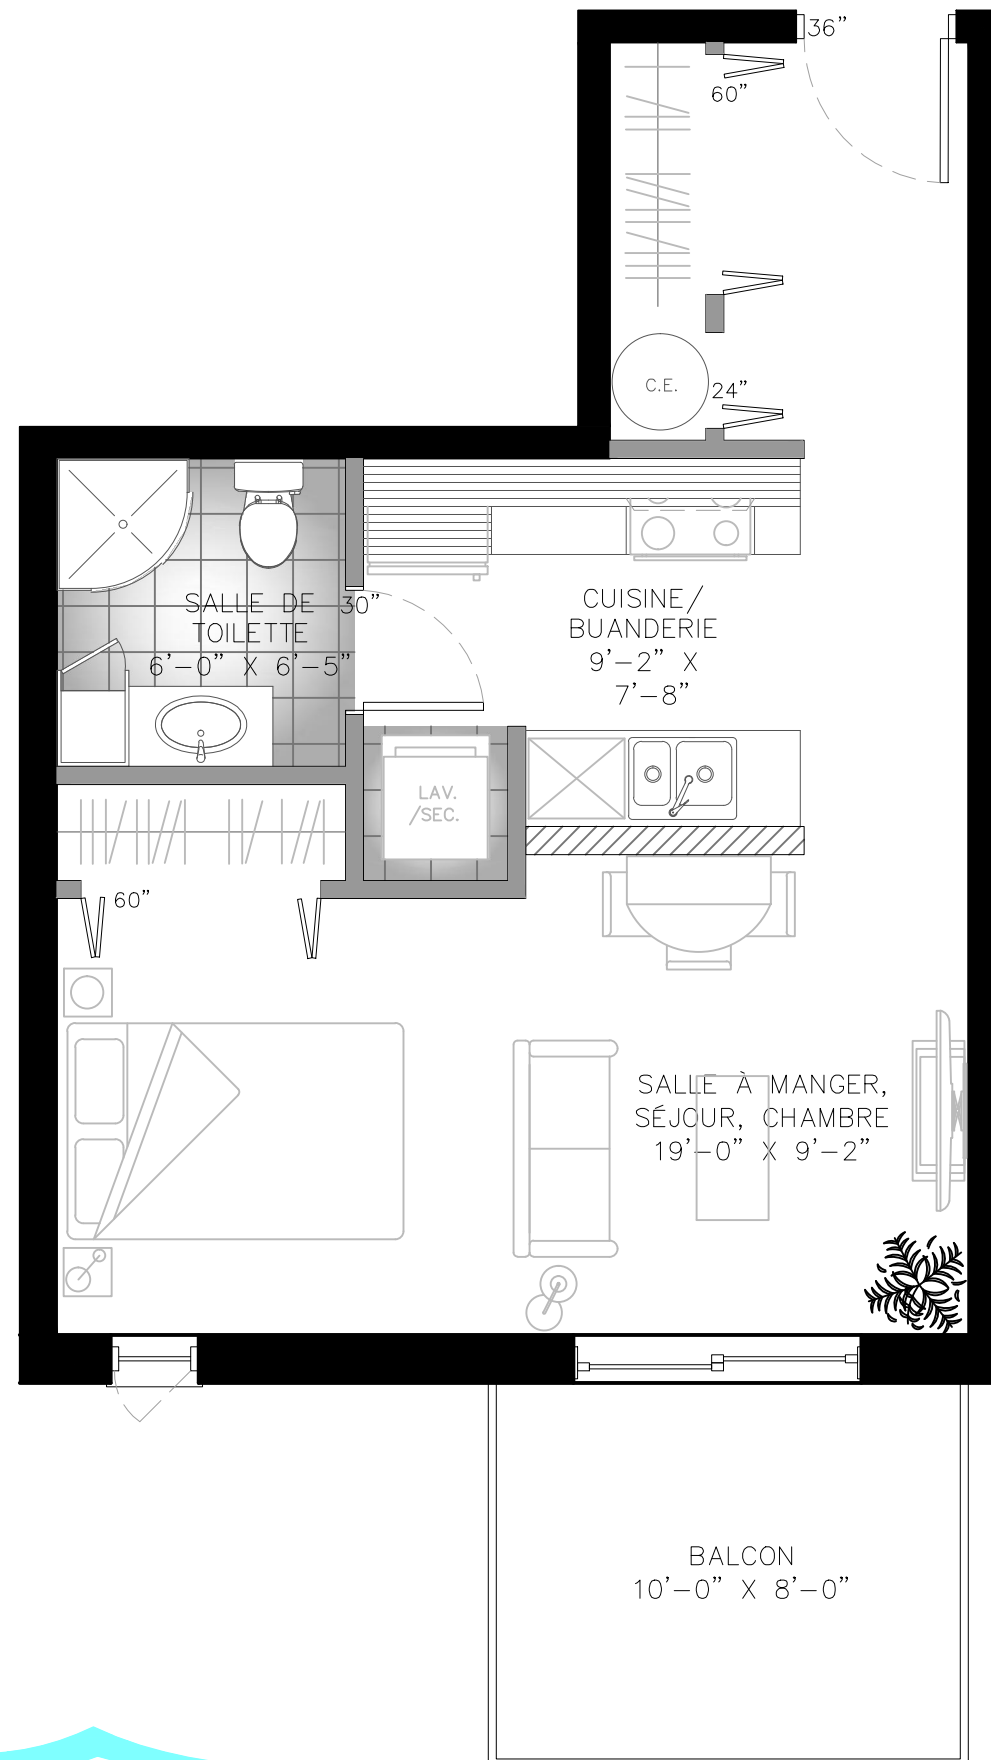 36”
60”
C.E.
24”
SALLE DE
TOILETTE
6’-0” X 6’-5”
30”
CUISINE/
BUANDERIE
9’-2” X
7’-8”
LAV.
/SEC.
60”
SALLE À MANGER,
SÉJOUR, CHAMBRE
19’-0” X 9’-2”
BALCON
10’-0” X 8’-0”